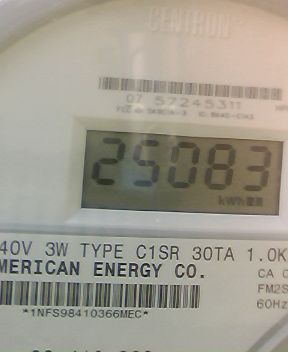 CENTRON
07 57245311
25083
kWh
40V 3W TYPE C1SR 30TA 1.0K
MERICAN ENERGY CO.
CA
FM2S
60Hz
*1NFS98410366MEC*